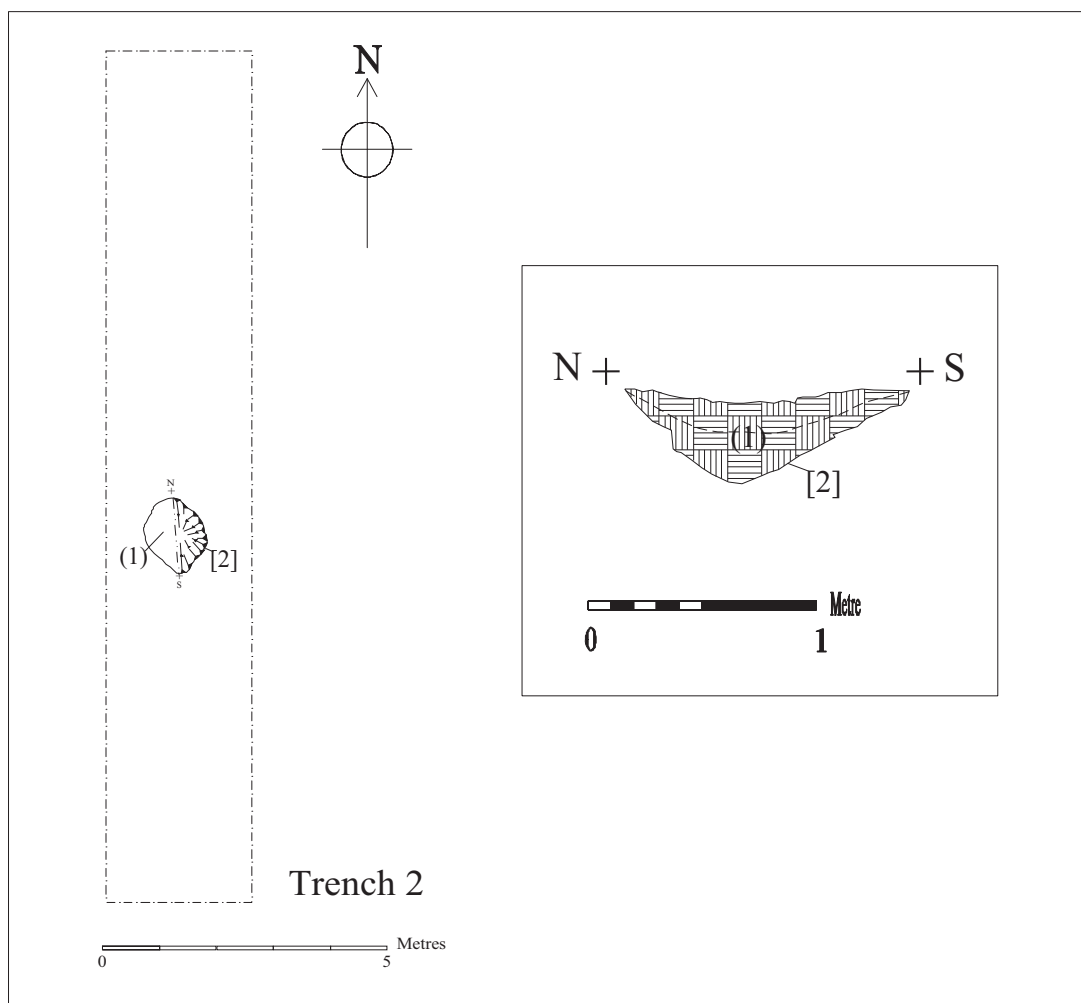 N
N
(1)
[2]
S
Trench 2
Metres
0 5
N + + S
(1)
[2]
Metre
0 1